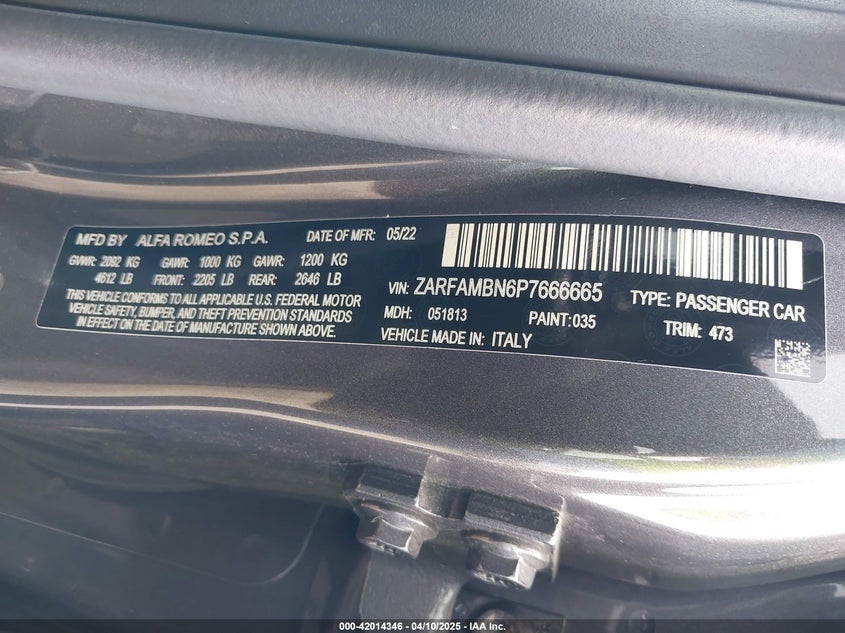 MFD BY ALFA ROMEO S.P.A. DATE OF MFR: 05/22
GVWR: 2092 KG GAWR: 1000 KG GAWR: 1200 KG
4612 LB FRONT: 2205 LB REAR: 2646 LB
THIS VEHICLE CONFORMS TO ALL APPLICABLE U.S. FEDERAL MOTOR
VEHICLE SAFETY, BUMPER, AND THEFT PREVENTION STANDARDS
IN EFFECT ON THE DATE OF MANUFACTURE SHOWN ABOVE.
VIN: ZARFAMBN6P7666665 TYPE: PASSENGER CAR
MDH: 051813 PAINT:035 TRIM: 473
VEHICLE MADE IN: ITALY
000-42014346 - 04/10/2025 - IAA Inc.